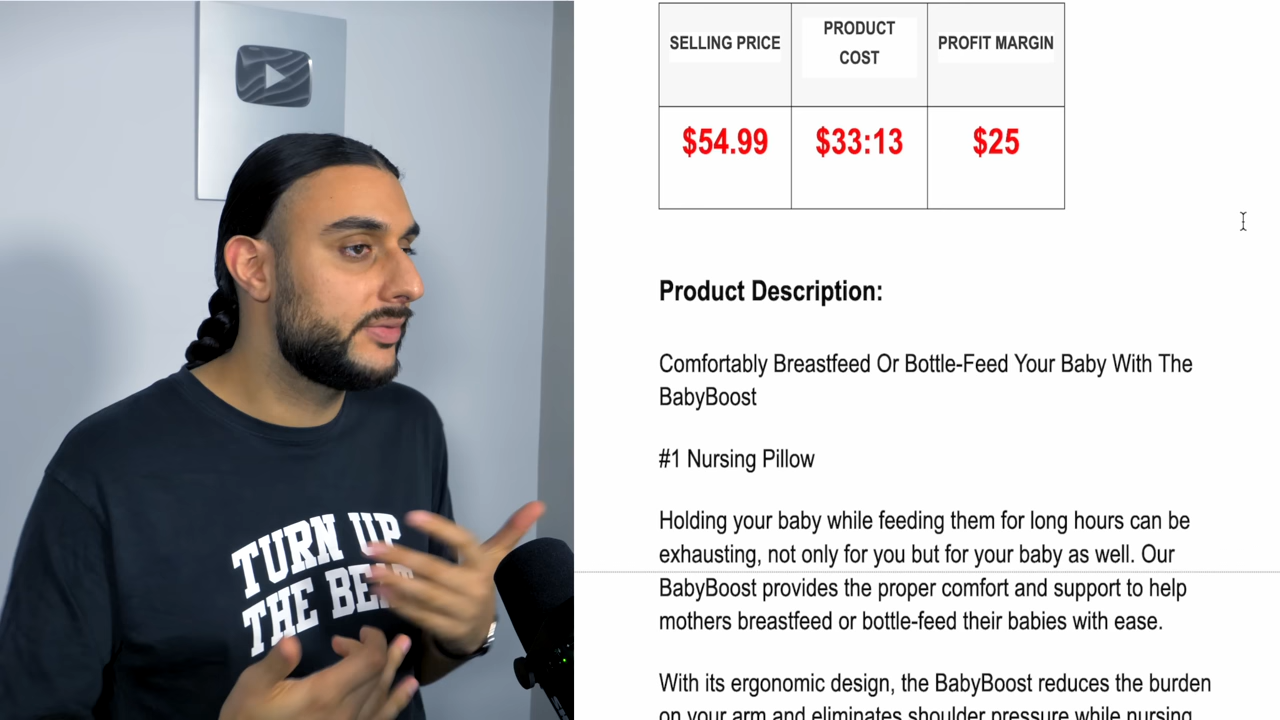 TURN UP
THE BEAT
SELLING PRICE
PRODUCT
COST
PROFIT MARGIN
$54.99
$33:13
$25
Product Description:
Comfortably Breastfeed Or Bottle-Feed Your Baby With The
BabyBoost
#1 Nursing Pillow
Holding your baby while feeding them for long hours can be
exhausting, not only for you but for your baby as well. Our
BabyBoost provides the proper comfort and support to help
mothers breastfeed or bottle-feed their babies with ease.
With its ergonomic design, the BabyBoost reduces the burden
on your arm and eliminates shoulder pressure while nursing